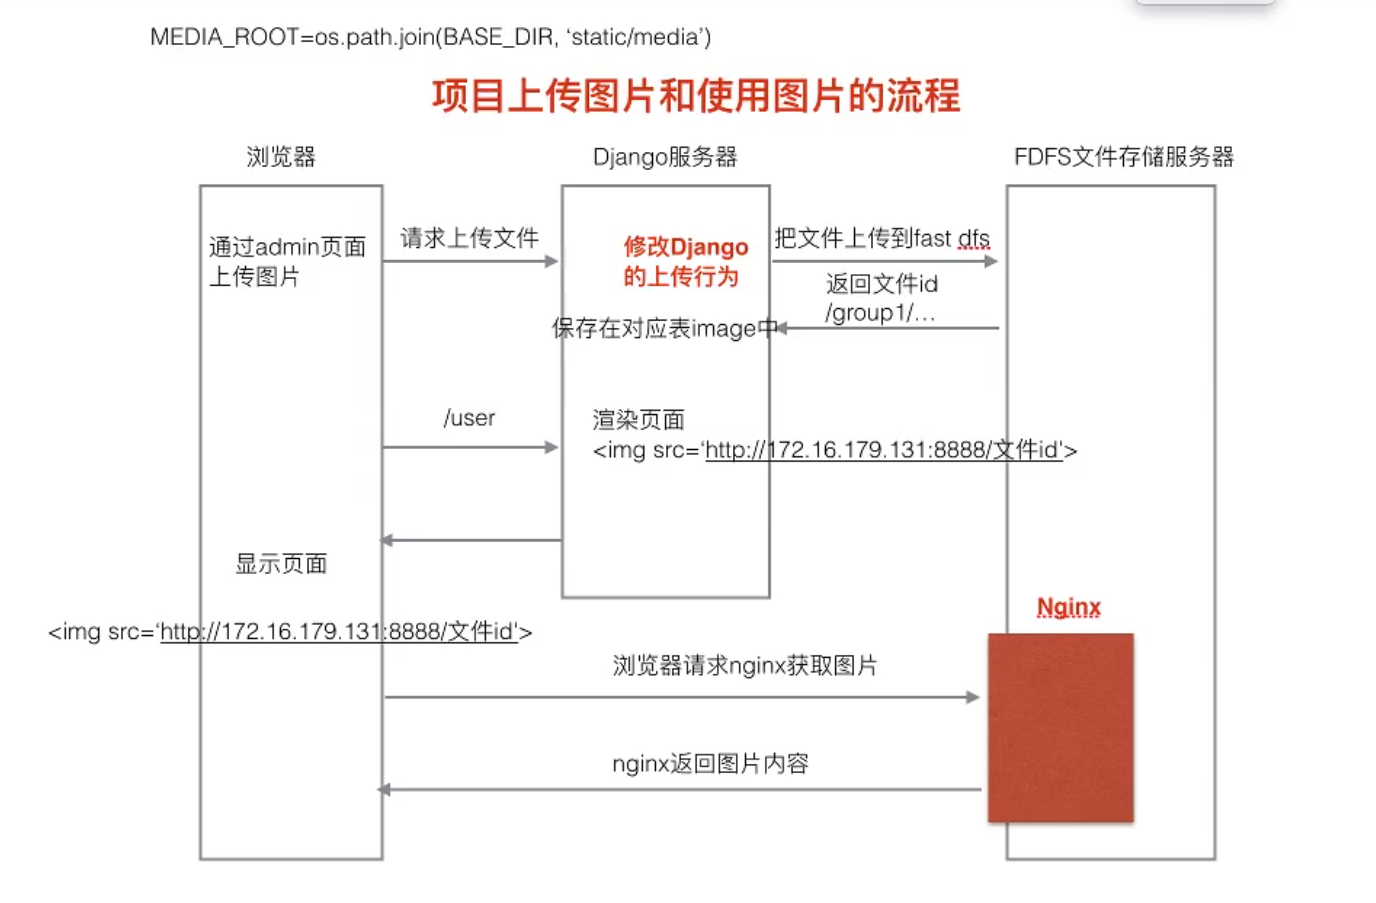 MEDIA_ROOT=os.path.join(BASE_DIR, ‘static/media’)
项目上传图片和使用图片的流程
浏览器
Django服务器
FDFS文件存储服务器
通过admin页面
上传图片
请求上传文件
修改Django
的上传行为
把文件上传到fast dfs
返回文件id
/group1/…
保存在对应表image中
/user
渲染页面
<img src=‘http://172.16.179.131:8888/文件id'>
显示页面
<img src=‘http://172.16.179.131:8888/文件id'>
Nginx
浏览器请求nginx获取图片
nginx返回图片内容